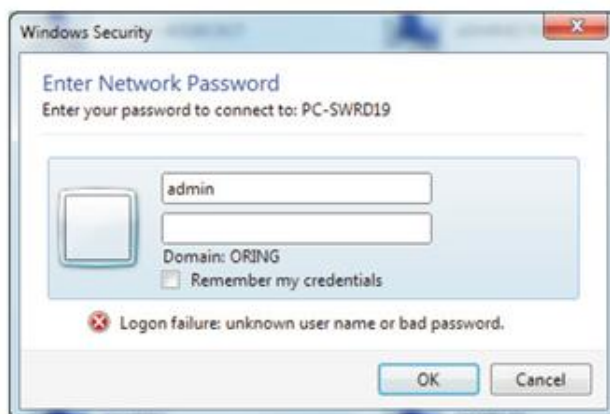 Windows Security
Enter Network Password
Enter your password to connect to: PC-SWRD19
admin
Domain: ORING
Remember my credentials
Logon failure: unknown user name or bad password.
OK
Cancel